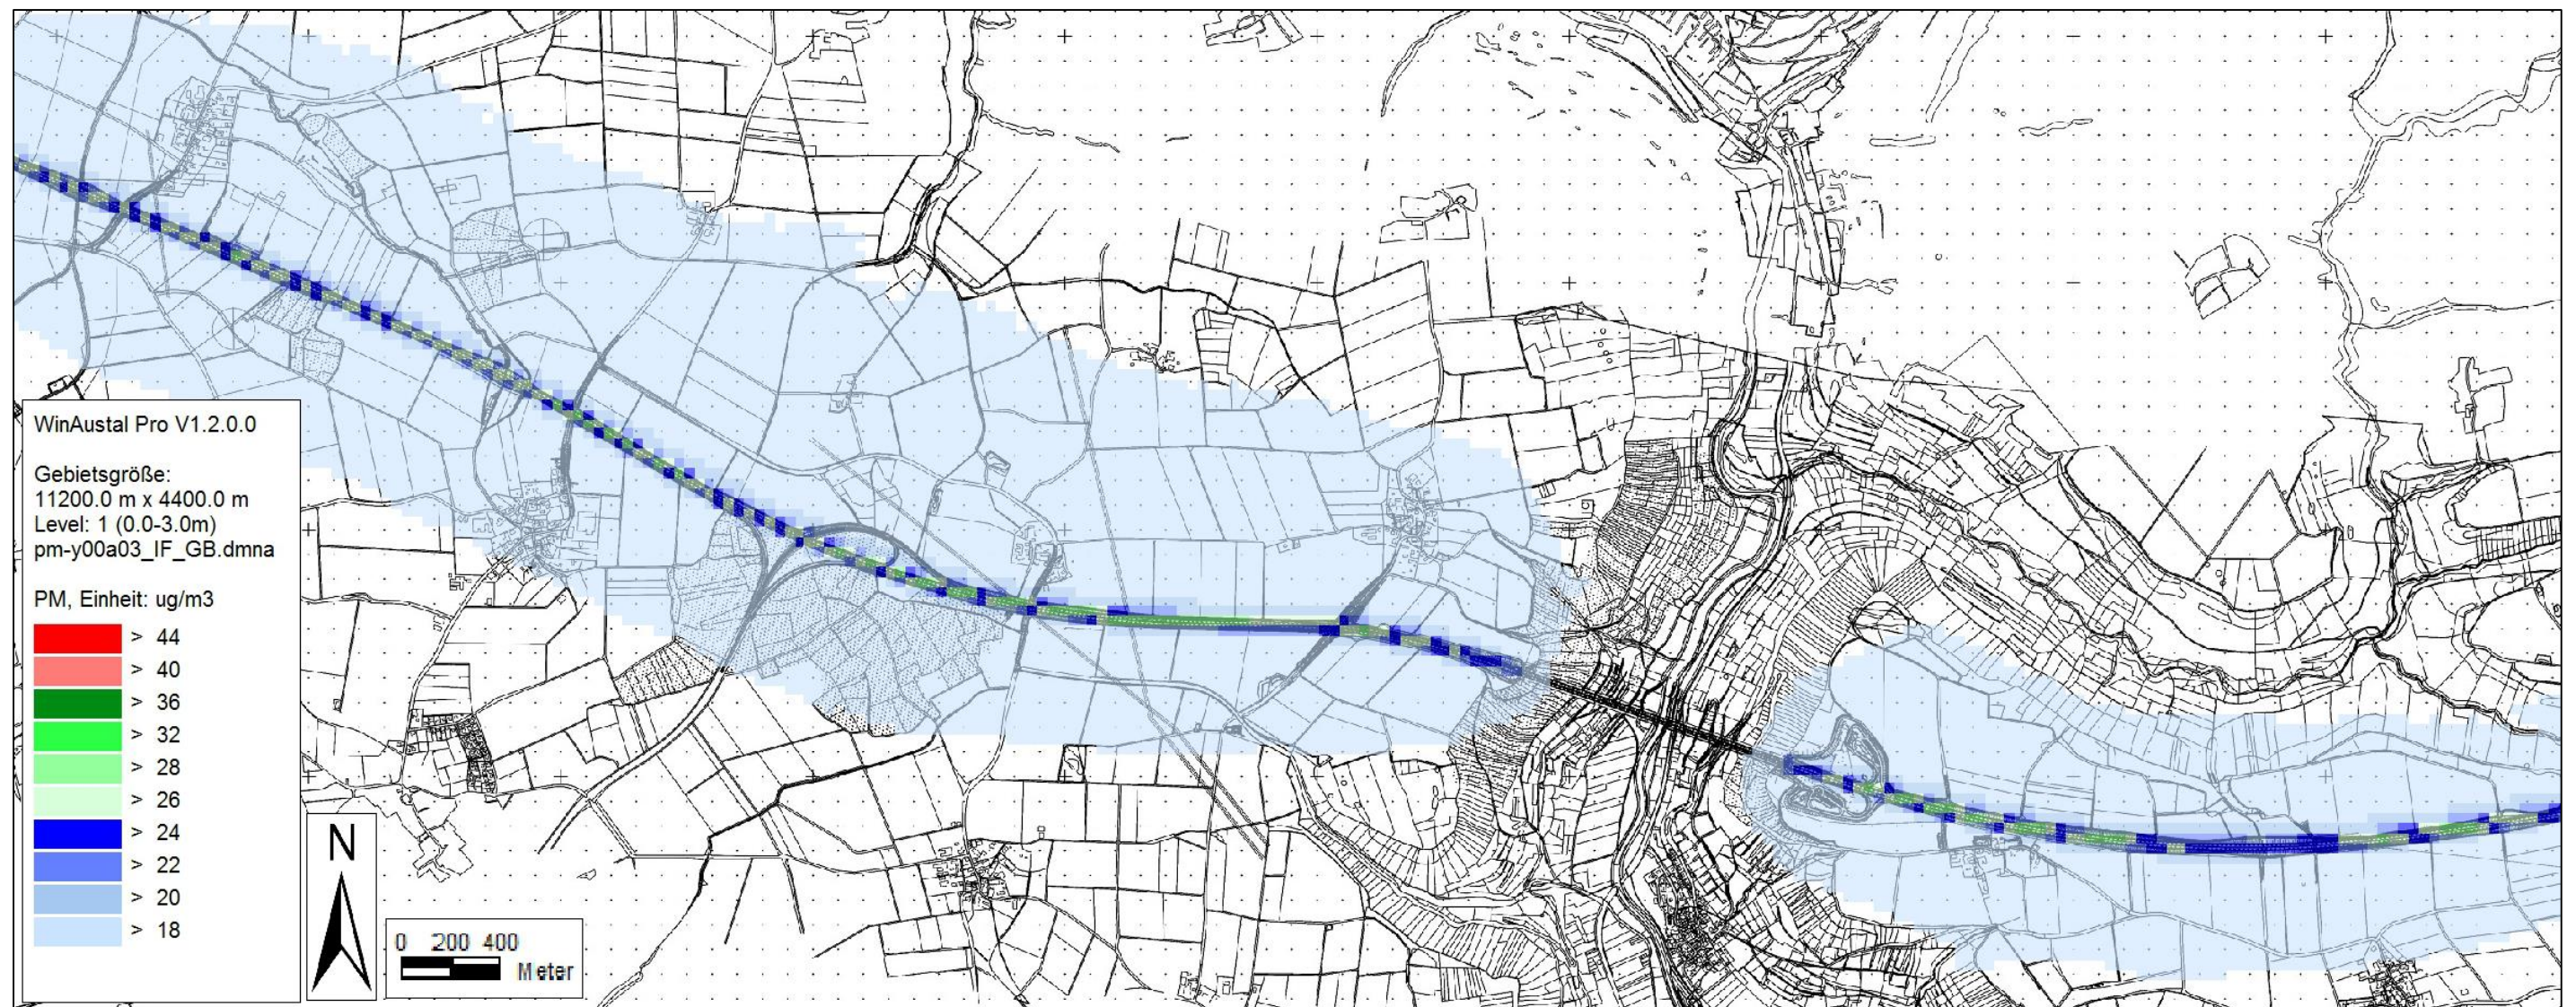 WinAustal Pro V1.2.0.0
Gebietsgröße:
11200.0 m x 4400.0 m
Level: 1 (0.0-3.0m)
pm-y00a03_IF_GB.dmna
PM, Einheit: ug/m3
> 44
> 40
> 36
> 32
> 28
> 26
> 24
> 22
> 20
> 18
N
0 200 400
Meter